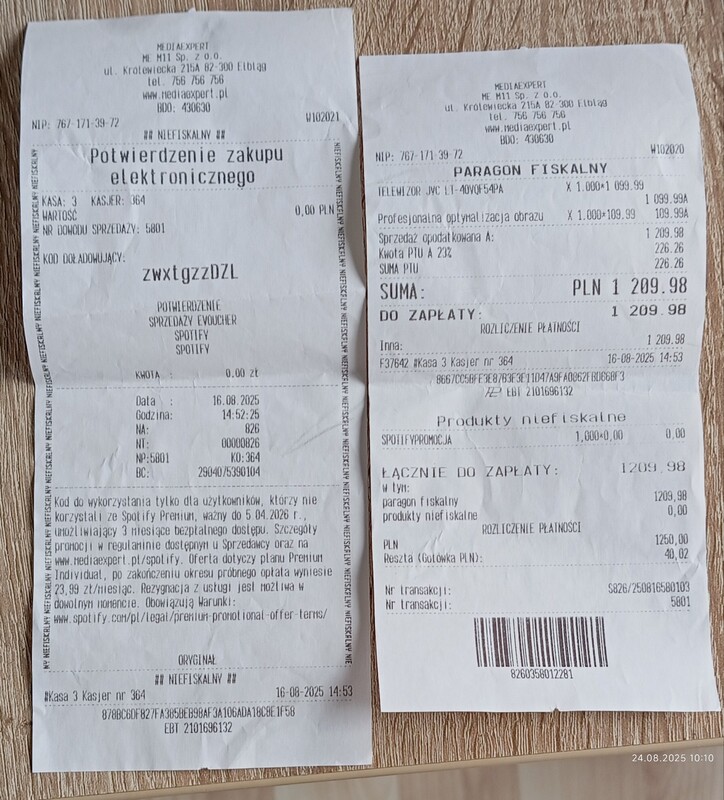 MEDIAEXPERT
ME M11 Sp. z o.o.
ul. Królewiecka 215A 82-300 Elbląg
tel. 756 756 756
www.mediaexpert.pl
BDO: 430630
NIP: 767-171-39-72 W102021
## NIEFISKALNY ##
Potwierdzenie zakupu
elektronicznego
KASA: 3 KASJER: 364
WARTOŚĆ 0,00 PLN
NR DOWODU SPRZEDAŻY: 5801
KOD DOŁADOWUJĄCY:
zwxtgzzDZL
POTWIERDZENIE
SPRZEDAŻY EVOUCHER
SPOTIFY
SPOTIFY
KWOTA : 0.00 zł
Data : 16.08.2025
Godzina: 14:52:25
NA: 826
NT: 00000826
NP:5801 KO:364
BC: 2904075390104
Kod do wykorzystania tylko dla użytkowników, którzy nie
korzystali ze Spotify Premium, ważny do 5.04.2026 r.,
umożliwiający 3 miesiące bezpłatnego dostępu. Szczegóły
promocji w regulaminie dostępnym u Sprzedawcy oraz na
www.mediaexpert.pl/spotify. Oferta dotyczy planu Premium
Individual, po zakończeniu okresu próbnego opłata wyniesie
23,99 zł/miesiąc. Rezygnacja z usługi jest możliwa w
dowolnym momencie. Obowiązują Warunki:
www.spotify.com/pl/legal/premium-promotional-offer-terms/
ORYGINAŁ
## NIEFISKALNY ##
#Kasa 3 Kasjer nr 364 16-08-2025 14:53
EBT 2101696132
MEDIAEXPERT
ME M11 Sp. z o.o.
ul. Królewiecka 215A 82-300 Elbląg
tel. 756 756 756
www.mediaexpert.pl
BDO: 430630
NIP: 767-171-39-72 W102020
PARAGON FISKALNY
TELEWIZOR JVC LT-40VQF54PA X 1.000*1 099.99
1 099.99A
Profesjonalna optymalizacja obrazu X 1.000*109.99 109.99A
Sprzedaż opodatkowana A: 1 209.98
Kwota PTU A 23% 226.26
SUMA PTU 226.26
SUMA: PLN 1 209.98
DO ZAPŁATY: 1 209.98
ROZLICZENIE PŁATNOŚCI
Inna: 1 209.98
F37642 #Kasa 3 Kasjer nr 364 16-08-2025 14:53
EBT 2101696132
Produkty niefiskalne
SPOTIFYPROMOCJA 1,000*0,00 0,00
ŁĄCZNIE DO ZAPŁATY: 1209,98
w tym:
paragon fiskalny 1209,98
produkty niefiskalne 0,00
ROZLICZENIE PŁATNOŚCI
PLN 1250,00
Reszta (Gotówka PLN): 40,02
Nr transakcji: S826/250816580103
Nr transakcji: 5801
8260358012281
24.08.2025 10:10